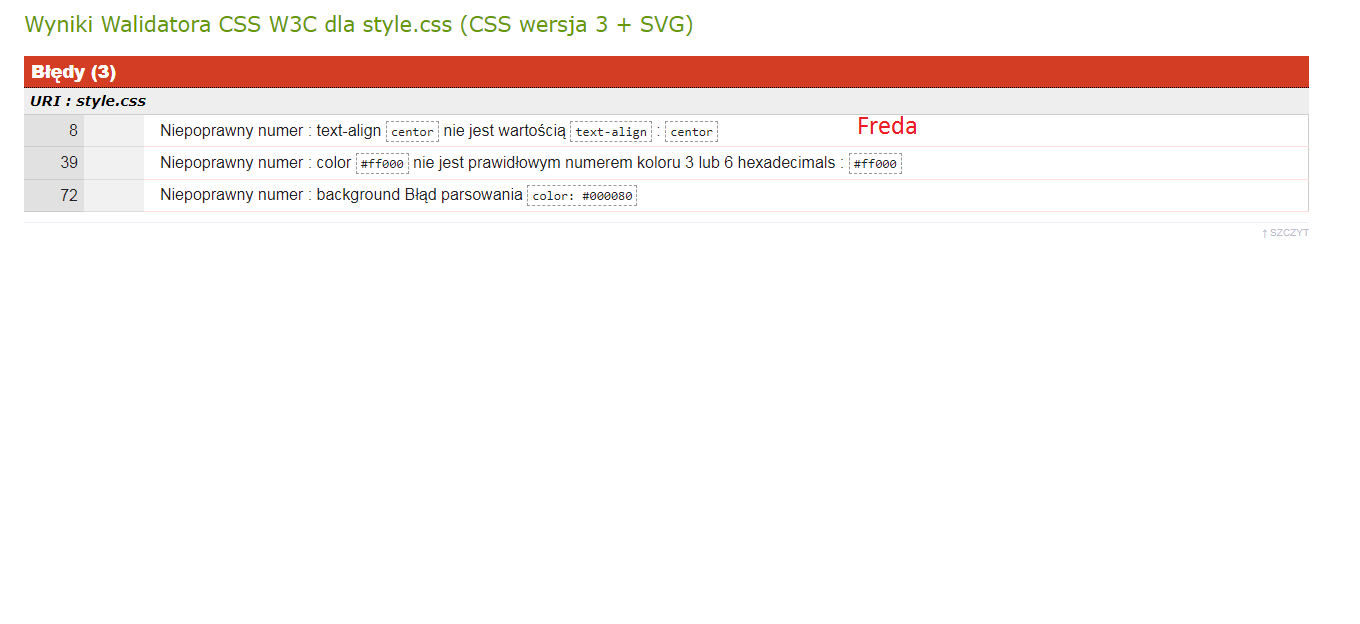 Wyniki Walidatora CSS W3C dla style.css (CSS wersja 3 + SVG)
Błędy (3)
URI : style.css
8 Niepoprawny numer : text-align centor nie jest wartością text-align : centor Freda
39 Niepoprawny numer : color #ff000 nie jest prawidłowym numerem koloru 3 lub 6 hexadecimals : #ff000
72 Niepoprawny numer : background Błąd parsowania color: #000080
↑ SZCZYT